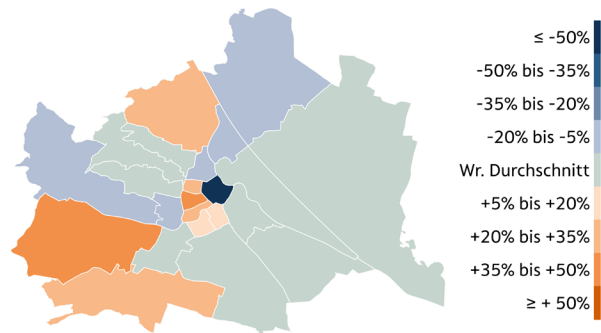 ≤ -50%
-50% bis -35%
-35% bis -20%
-20% bis -5%
Wr. Durchschnitt
+5% bis +20%
+20% bis +35%
+35% bis +50%
≥ + 50%